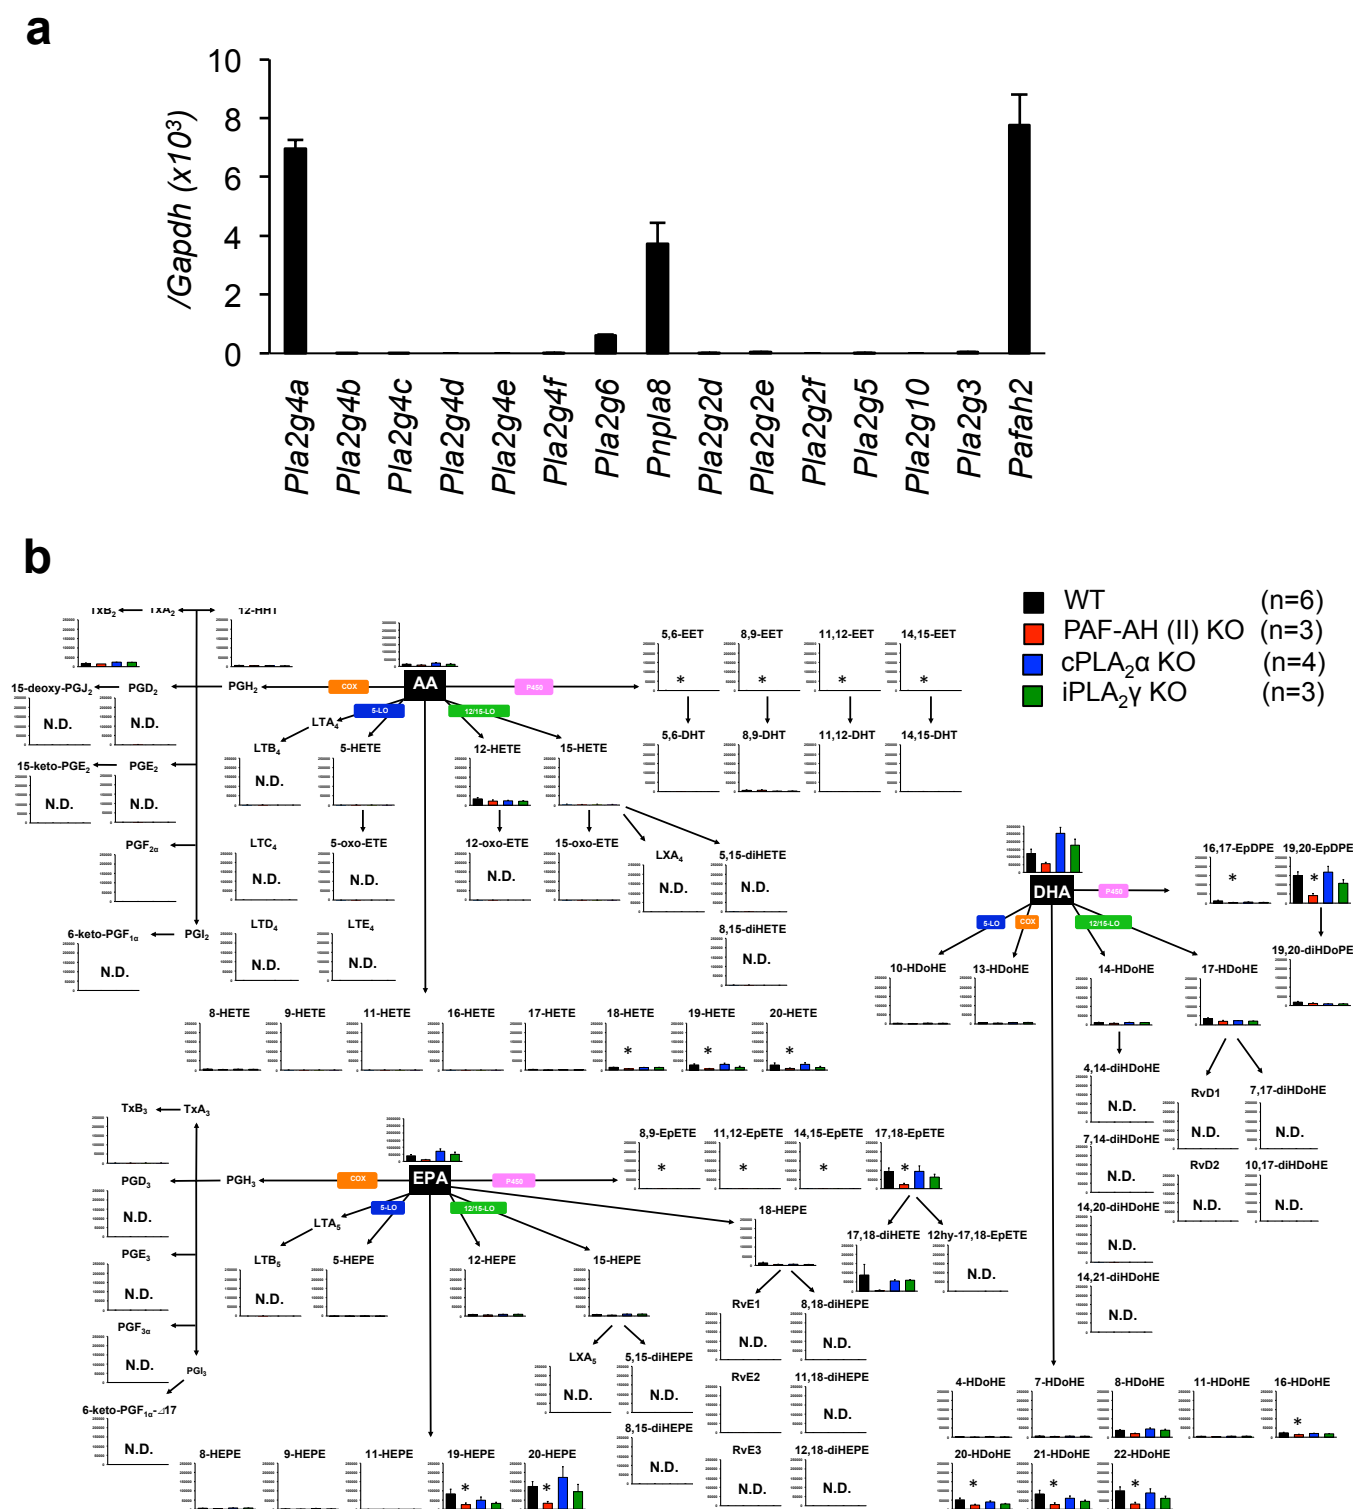 a
10
8
6
4
2
0
/Gapdh (x10³)
Pla2g4a Pla2g4b Pla2g4c Pla2g4d Pla2g4e Pla2g4f Pla2g6 Pnpla8 Pla2g2d Pla2g2e Pla2g2f Pla2g5 Pla2g10 Pla2g3 Pafah2
b
WT (n=6)
PAF-AH (II) KO (n=3)
cPLA₂α KO (n=4)
iPLA₂γ KO (n=3)
TxB₂ TxA₂ 12-HHT
5,6-EET 8,9-EET 11,12-EET 14,15-EET
* * * *
15-deoxy-PGJ₂ PGD₂ PGH₂ COX AA P450
N.D. N.D.
5-LO 12/15-LO
LTA₄
LTB₄ 5-HETE 12-HETE 15-HETE
N.D.
5,6-DHT 8,9-DHT 11,12-DHT 14,15-DHT
15-keto-PGE₂ PGE₂
N.D. N.D.
PGF₂α
LTC₄ 5-oxo-ETE 12-oxo-ETE 15-oxo-ETE
N.D. N.D. N.D.
LXA₄ 5,15-diHETE
N.D. N.D.
6-keto-PGF₁α PGI₂
N.D.
LTD₄ LTE₄
N.D. N.D.
8,15-diHETE
8-HETE 9-HETE 11-HETE 16-HETE 17-HETE 18-HETE 19-HETE 20-HETE
* * *
DHA P450
16,17-EpDPE 19,20-EpDPE
* *
19,20-diHDoPE
5-LO COX 12/15-LO
10-HDoHE 13-HDoHE 14-HDoHE 17-HDoHE
4,14-diHDoHE
N.D.
RvD1 7,17-diHDoHE
N.D. N.D.
7,14-diHDoHE
N.D.
RvD2 10,17-diHDoHE
N.D. N.D.
14,20-diHDoHE
N.D.
14,21-diHDoHE
N.D.
4-HDoHE 7-HDoHE 8-HDoHE 11-HDoHE 16-HDoHE
*
20-HDoHE 21-HDoHE 22-HDoHE
* * *
TxB₃ TxA₃
8,9-EpETE 11,12-EpETE 14,15-EpETE 17,18-EpETE
* * * *
PGD₃ PGH₃ COX EPA P450
N.D.
5-LO 12/15-LO
LTA₅
18-HEPE
17,18-diHETE 12hy-17,18-EpETE
N.D.
PGE₃
N.D.
LTB₅ 5-HEPE 12-HEPE 15-HEPE
N.D.
RvE1 8,18-diHEPE
N.D. N.D.
PGF₃α
N.D.
PGI₃
LXA₅ 5,15-diHEPE
N.D. N.D.
RvE2 11,18-diHEPE
N.D.
6-keto-PGF₁α-⊿17
N.D.
8,15-diHEPE
N.D.
RvE3 12,18-diHEPE
N.D. N.D.
8-HEPE 9-HEPE 11-HEPE 19-HEPE 20-HEPE
* *